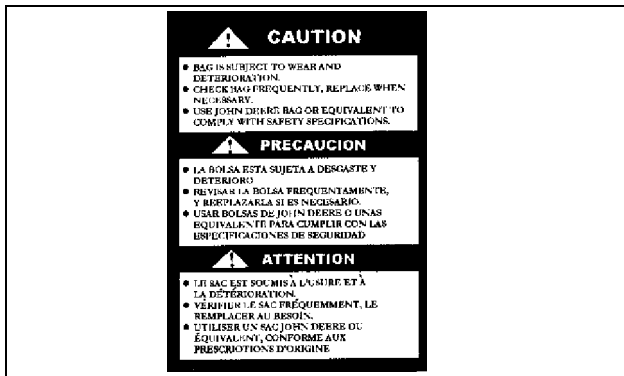 CAUTION
● BAG IS SUBJECT TO WEAR AND
DETERIORATION.
● CHECK BAG FREQUENTLY, REPLACE WHEN
NECESSARY.
● USE JOHN DEERE BAG OR EQUIVALENT TO
COMPLY WITH SAFETY SPECIFICATIONS.
PRECAUCION
● LA BOLSA ESTA SUJETA A DESGASTE Y
DETERIORO
● REVISAR LA BOLSA FREQUENTAMENTE,
Y REEPLAZARLA SI ES NECESARIO.
● USAR BOLSAS DE JOHN DEERE O UNAS
EQUIVALENTE PARA CUMPLIR CON LAS
ESPECIFICACIONES DE SEGURIDAD
ATTENTION
● LE SAC EST SOUMIS À L'USURE ET À
LA DÉTÉRIORATION.
● VÉRIFIER LE SAC FRÉQUEMMENT, LE
REMPLACER AU BESOIN.
● UTILISER UN SAC JOHN DEERE OU
ÉQUIVALENT, CONFORME AUX
PRESCRIOTIONS D'ORIGINE